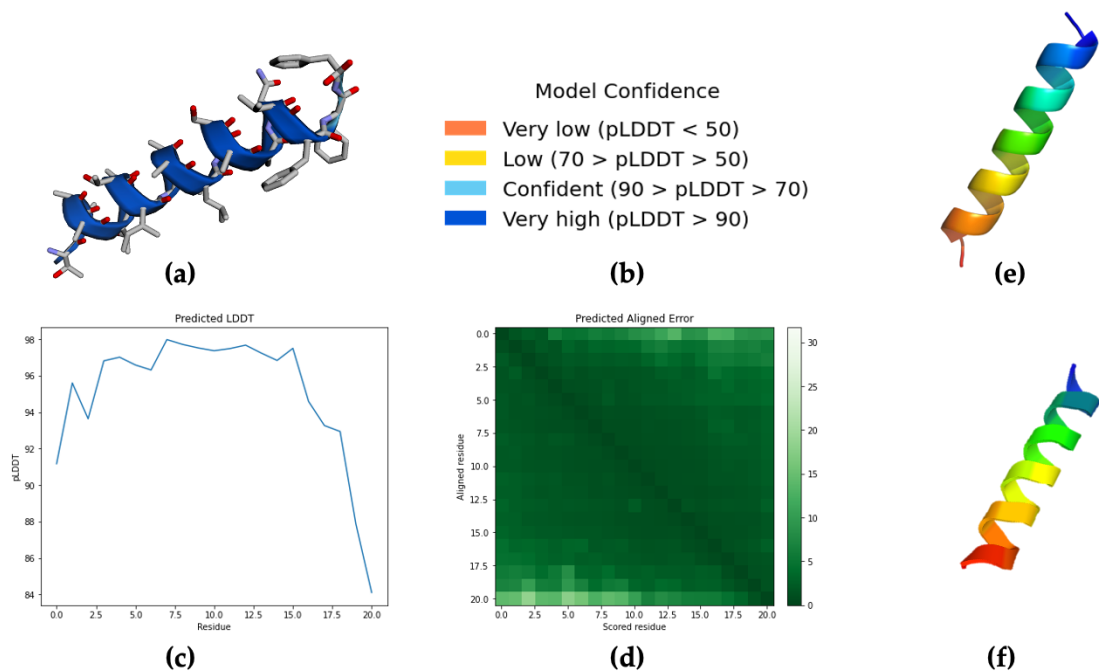 Model Confidence
Very low (pLDDT < 50)
Low (70 > pLDDT > 50)
Confident (90 > pLDDT > 70)
Very high (pLDDT > 90)
(a)
(b)
(e)
Predicted LDDT
98
96
94
92
90
88
86
84
pLDDT
0.0
2.5
5.0
7.5
10.0
12.5
15.0
17.5
20.0
Residue
(c)
Predicted Aligned Error
0.0
2.5
5.0
7.5
10.0
12.5
15.0
17.5
20.0
Aligned residue
0.0
2.5
5.0
7.5
10.0
12.5
15.0
17.5
20.0
Scored residue
30
25
20
15
10
5
0
(d)
(f)